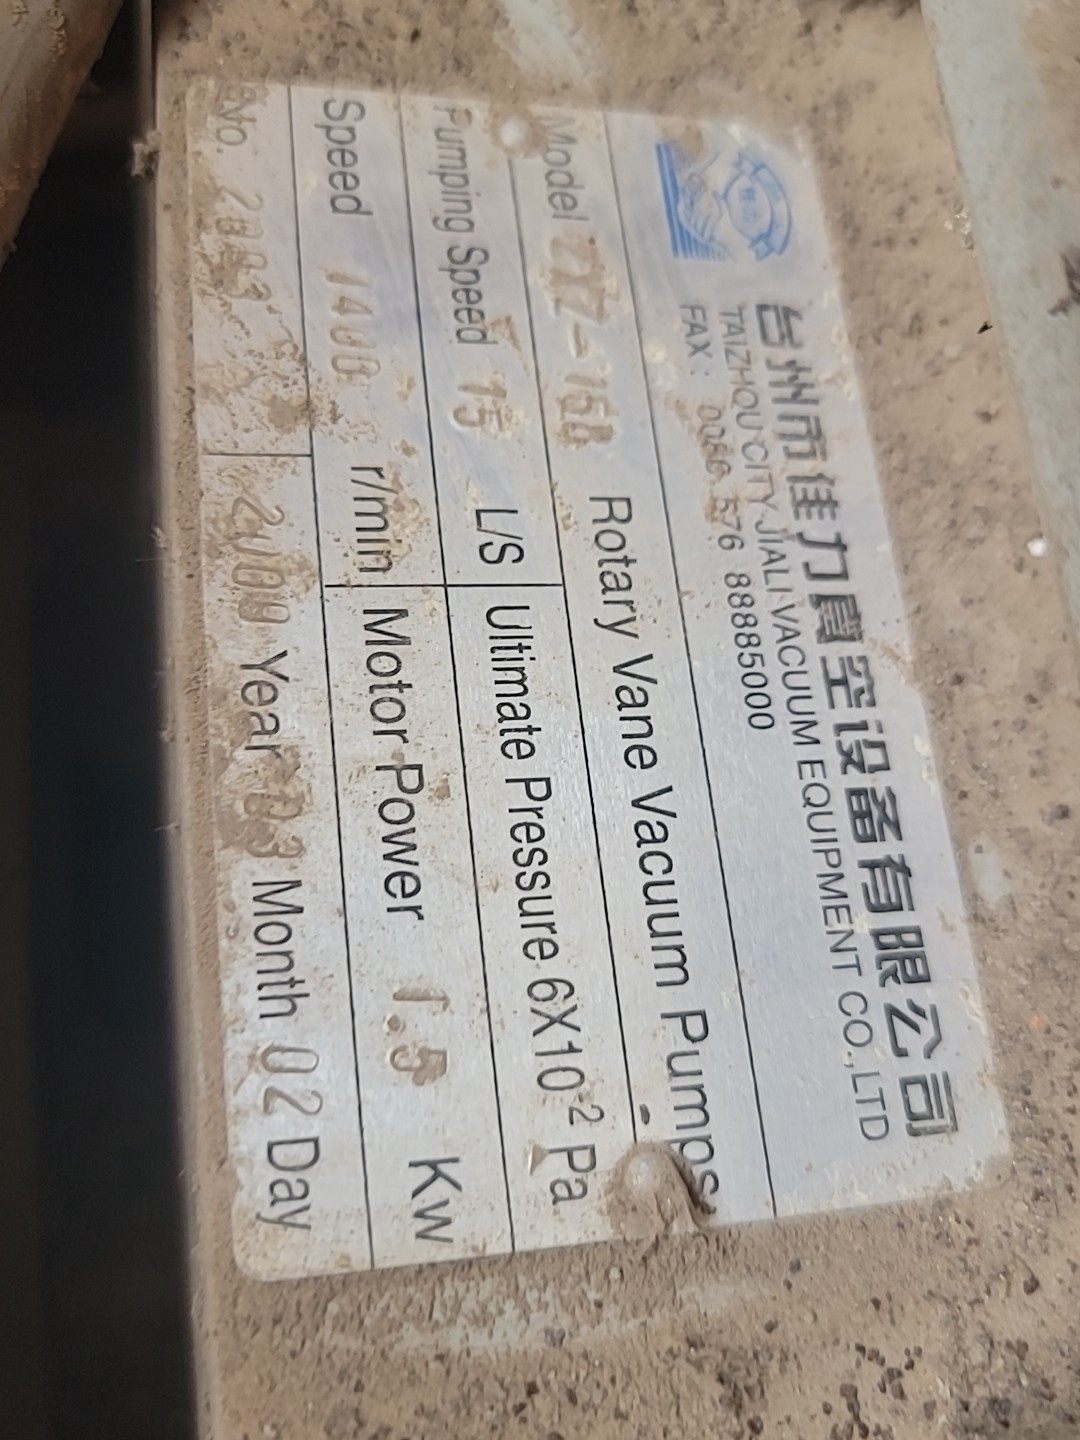 台州市佳力真空设备有限公司
TAIZHOU CITY JIALI VACUUM EQUIPMENT CO.,LTD
FAX: 0086 576 88885000
Rotary Vane Vacuum Pumps
Model
Pumping Speed 15 L/S Ultimate Pressure 6X10⁻² Pa
Speed 1400 r/min Motor Power 1.5 Kw
No. Year 03 Month 02 Day